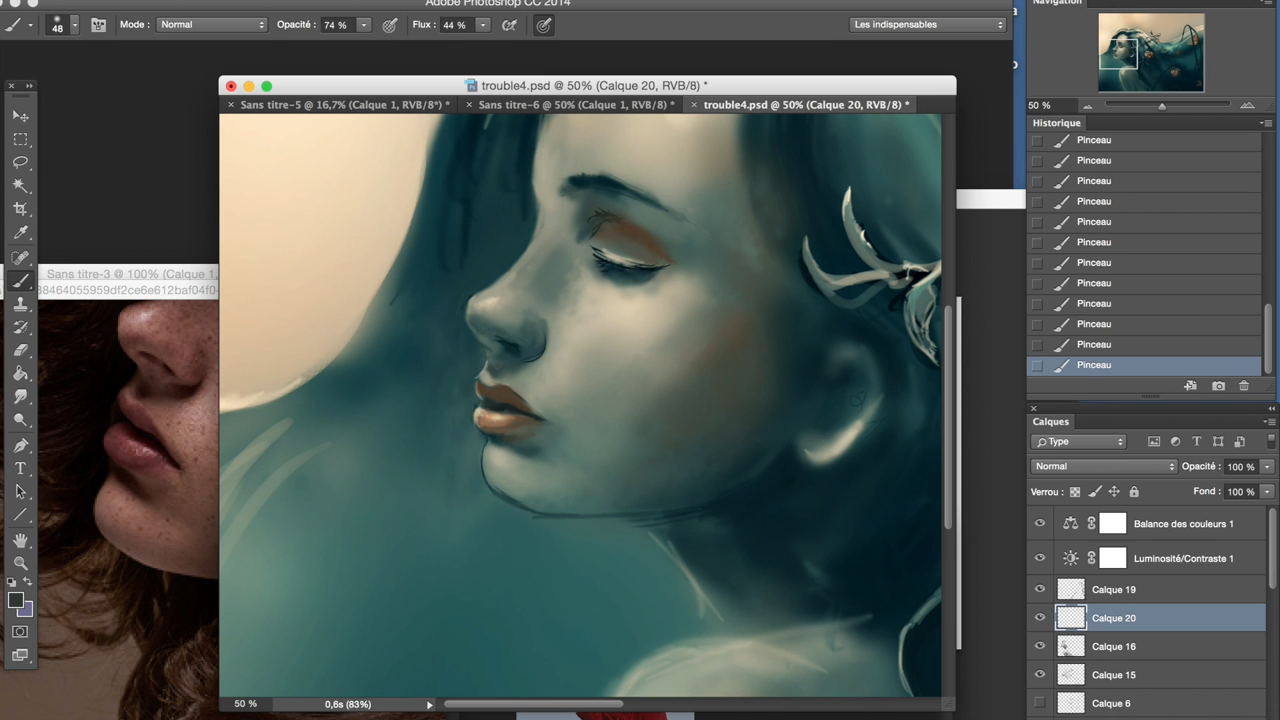 Adobe Photoshop CC 2014
48
Mode : Normal
Opacité : 74 %
Flux : 44 %
Les indispensables
Navigation
trouble4.psd @ 50% (Calque 20, RVB/8) *
Sans titre-5 @ 16,7% (Calque 1, RVB/8*) *
Sans titre-6 @ 50% (Calque 1, RVB/8) *
trouble4.psd @ 50% (Calque 20, RVB/8) *
50 %
Historique
Pinceau
Pinceau
Pinceau
Pinceau
Pinceau
Pinceau
Pinceau
Pinceau
Pinceau
Pinceau
Pinceau
Pinceau
Sans titre-3 @ 100% (Calque 1,
38464055959df2ce6e612baf04f0-
Calques
Type
Normal
Opacité : 100 %
Verrou :
Fond : 100 %
Balance des couleurs 1
Luminosité/Contraste 1
Calque 19
Calque 20
Calque 16
Calque 15
Calque 6
50 %
0,6s (83%)